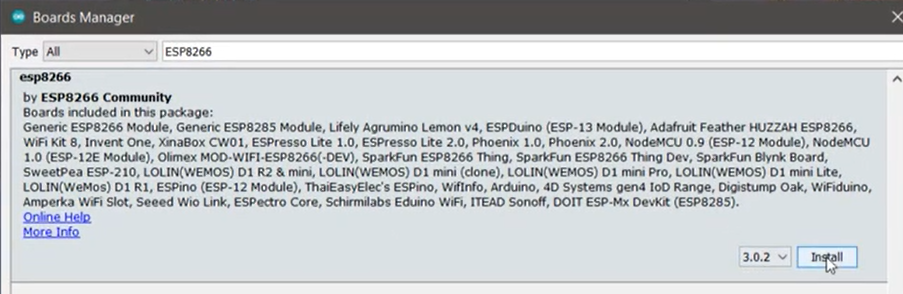 Boards Manager
Type All ESP8266
esp8266
by ESP8266 Community
Boards included in this package:
Generic ESP8266 Module, Generic ESP8285 Module, Lifely Agrumino Lemon v4, ESPDuino (ESP-13 Module), Adafruit Feather HUZZAH ESP8266,
WiFi Kit 8, Invent One, XinaBox CW01, ESPresso Lite 1.0, ESPresso Lite 2.0, Phoenix 1.0, Phoenix 2.0, NodeMCU 0.9 (ESP-12 Module), NodeMCU
1.0 (ESP-12E Module), Olimex MOD-WIFI-ESP8266(-DEV), SparkFun ESP8266 Thing, SparkFun ESP8266 Thing Dev, SparkFun Blynk Board,
SweetPea ESP-210, LOLIN(WEMOS) D1 R2 & mini, LOLIN(WEMOS) D1 mini (clone), LOLIN(WEMOS) D1 mini Pro, LOLIN(WEMOS) D1 mini Lite,
LOLIN(WeMos) D1 R1, ESPino (ESP-12 Module), ThaiEasyElec's ESPino, WifInfo, Arduino, 4D Systems gen4 IoD Range, Digistump Oak, WiFiduino,
Amperka WiFi Slot, Seeed Wio Link, ESPectro Core, Schirmilabs Eduino WiFi, ITEAD Sonoff, DOIT ESP-Mx DevKit (ESP8285).
Online Help
More Info
3.0.2 Install